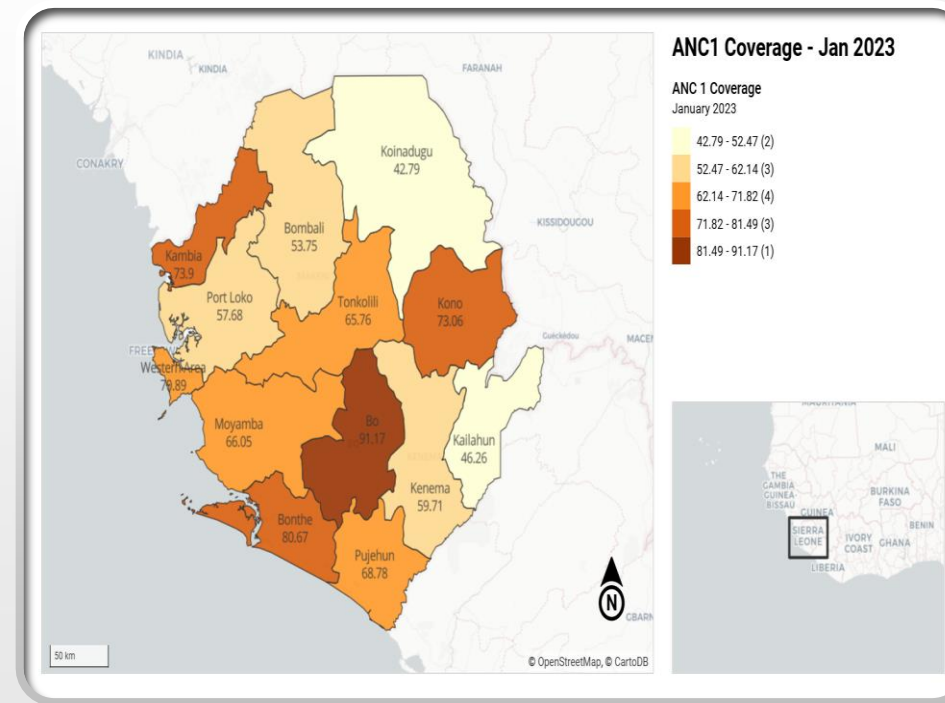 ANC1 Coverage - Jan 2023
ANC 1 Coverage
January 2023
42.79 - 52.47 (2)
52.47 - 62.14 (3)
62.14 - 71.82 (4)
71.82 - 81.49 (3)
81.49 - 91.17 (1)
KINDIA
KINDIA
FARANAH
CONAKRY
Koinadugu
42.79
KISSIDOUGOU
Bombali
53.75
Kambia
73.9
Port Loko
57.68
Tonkolili
65.76
Kono
73.06
Guéckédou
MACEN
FREE
Western Area
Moyamba
66.05
Bo
91.17
Kailahun
46.26
Kenema
59.71
Bonthe
80.67
Pujehun
68.78
N
GBARN
50 km
© OpenStreetMap, © CartoDB
MAURITANIA
MALI
THE
GAMBIA
GUINEA
BISSAU
GUINEA
BURKINA
FASO
BENIN
SIERRA
LEONE
IVORY
COAST
GHANA
LIBERIA